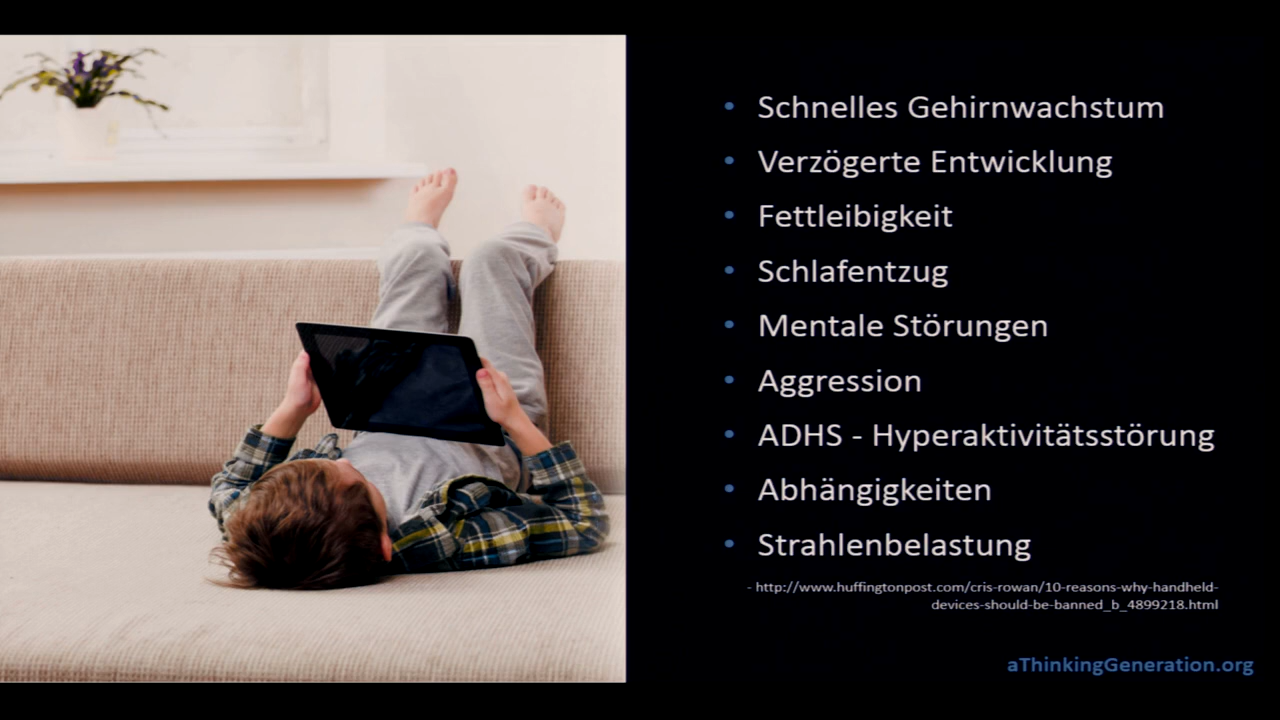 • Schnelles Gehirnwachstum
• Verzögerte Entwicklung
• Fettleibigkeit
• Schlafentzug
• Mentale Störungen
• Aggression
• ADHS - Hyperaktivitätsstörung
• Abhängigkeiten
• Strahlenbelastung
- http://www.huffingtonpost.com/cris-rowan/10-reasons-why-handheld-
devices-should-be-banned_b_4899218.html
aThinkingGeneration.org